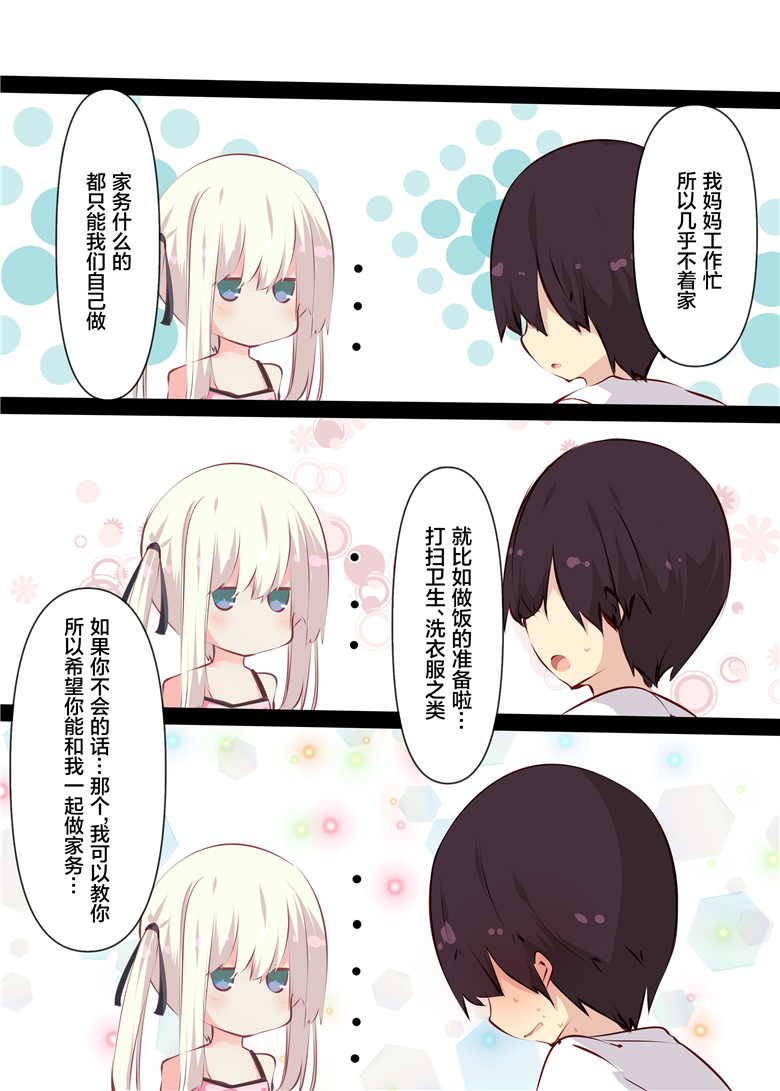 我妈妈工作忙
所以几乎不着家
家务什么的
都只能我们自己做
就比如做饭的准备啦…
打扫卫生、洗衣服之类
如果你不会的话…那个,我可以教你
所以希望你能和我一起做家务…